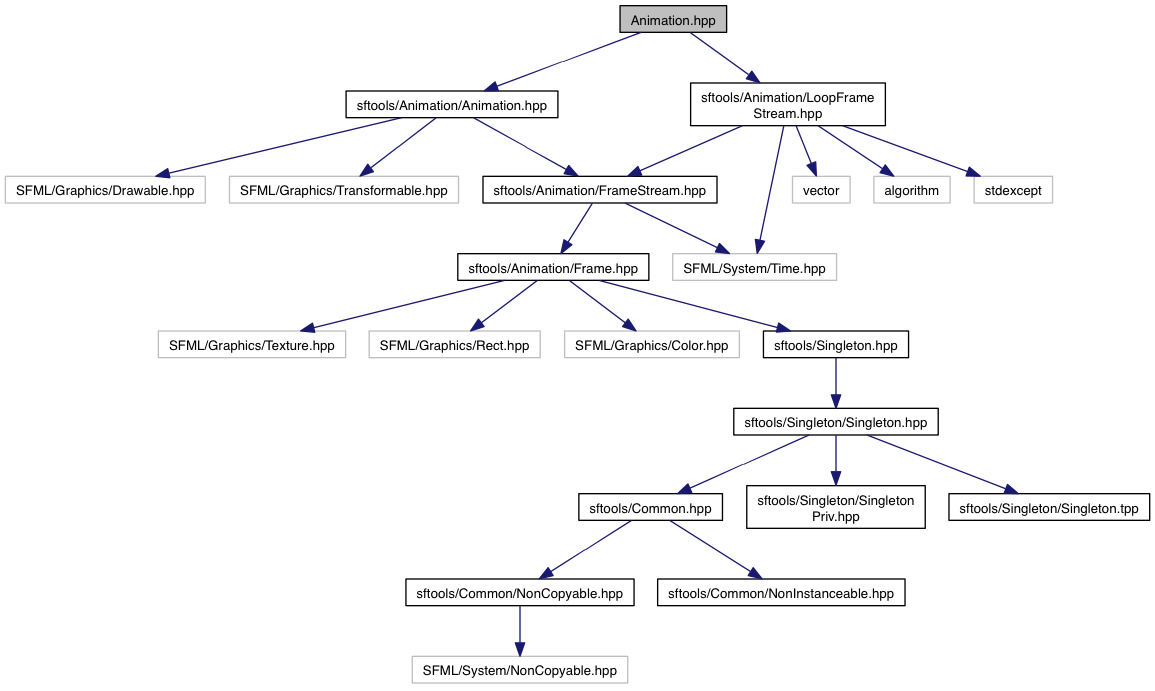 Animation.hpp
sftools/Animation/Animation.hpp
sftools/Animation/LoopFrame
Stream.hpp
SFML/Graphics/Drawable.hpp
SFML/Graphics/Transformable.hpp
sftools/Animation/FrameStream.hpp
vector
algorithm
stdexcept
sftools/Animation/Frame.hpp
SFML/System/Time.hpp
SFML/Graphics/Texture.hpp
SFML/Graphics/Rect.hpp
SFML/Graphics/Color.hpp
sftools/Singleton.hpp
sftools/Singleton/Singleton.hpp
sftools/Common.hpp
sftools/Singleton/Singleton
Priv.hpp
sftools/Singleton/Singleton.tpp
sftools/Common/NonCopyable.hpp
sftools/Common/NonInstanceable.hpp
SFML/System/NonCopyable.hpp